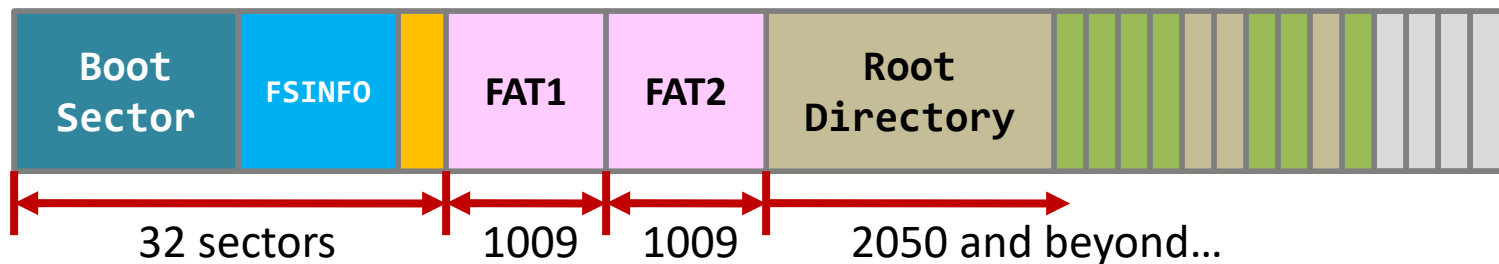 Boot
Sector
FSINFO
FAT1
FAT2
Root
Directory
32 sectors
1009
1009
2050 and beyond...